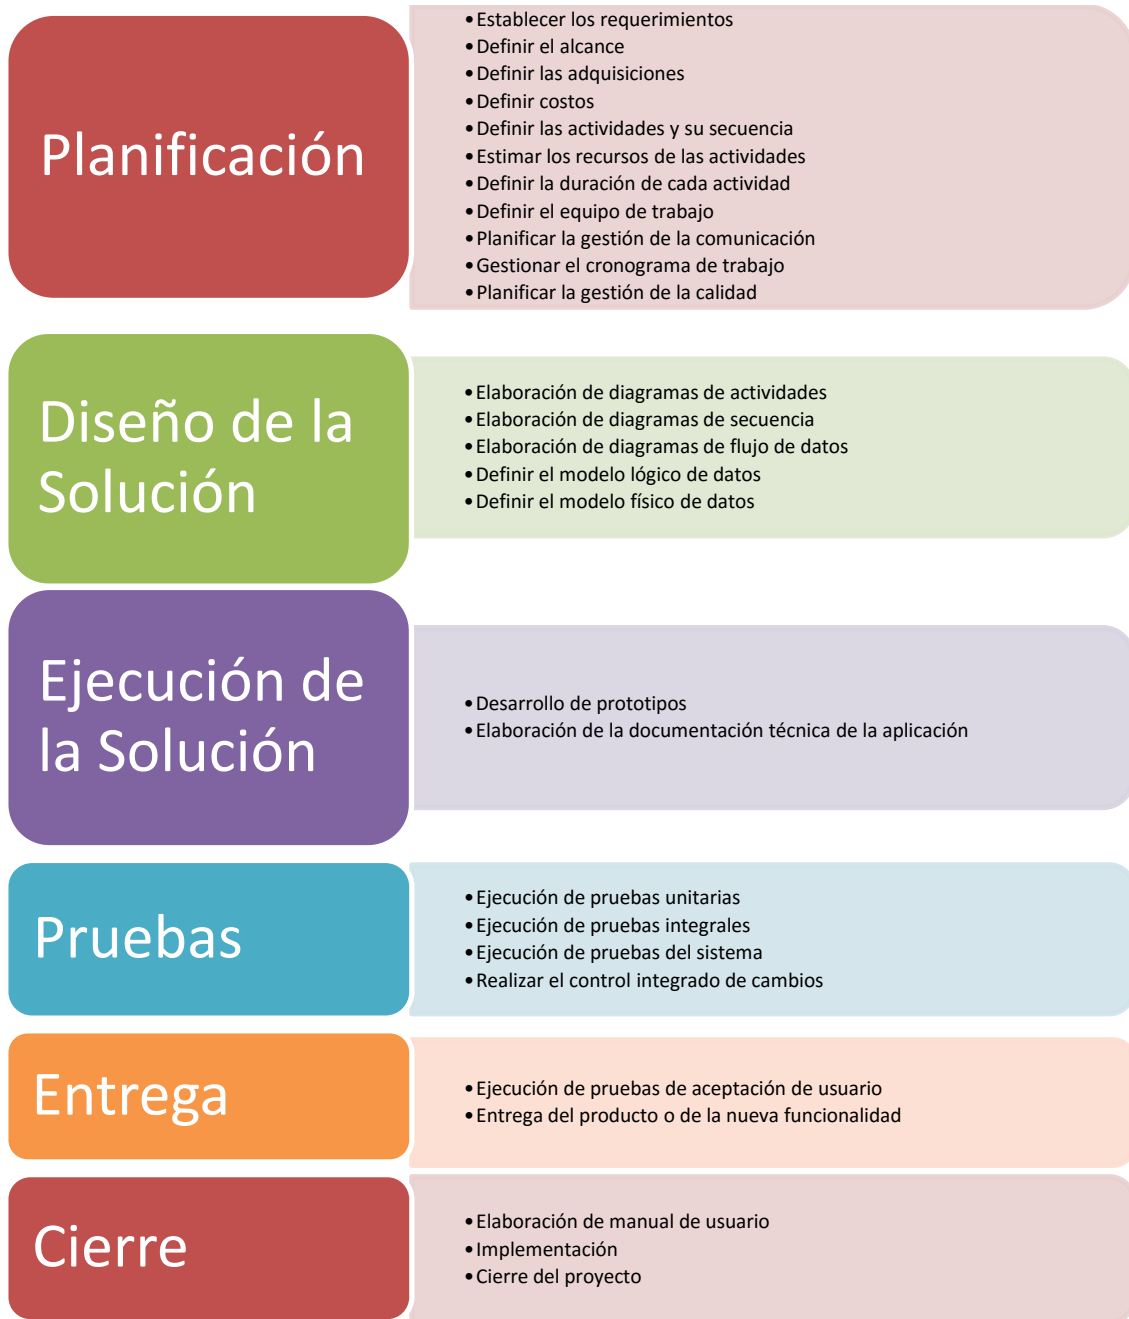 Planificación
•Establecer los requerimientos
•Definir el alcance
•Definir las adquisiciones
•Definir costos
•Definir las actividades y su secuencia
•Estimar los recursos de las actividades
•Definir la duración de cada actividad
•Definir el equipo de trabajo
•Planificar la gestión de la comunicación
•Gestionar el cronograma de trabajo
•Planificar la gestión de la calidad
Diseño de la
Solución
•Elaboración de diagramas de actividades
•Elaboración de diagramas de secuencia
•Elaboración de diagramas de flujo de datos
•Definir el modelo lógico de datos
•Definir el modelo físico de datos
Ejecución de
la Solución
•Desarrollo de prototipos
•Elaboración de la documentación técnica de la aplicación
Pruebas
•Ejecución de pruebas unitarias
•Ejecución de pruebas integrales
•Ejecución de pruebas del sistema
•Realizar el control integrado de cambios
Entrega
•Ejecución de pruebas de aceptación de usuario
•Entrega del producto o de la nueva funcionalidad
Cierre
•Elaboración de manual de usuario
•Implementación
•Cierre del proyecto